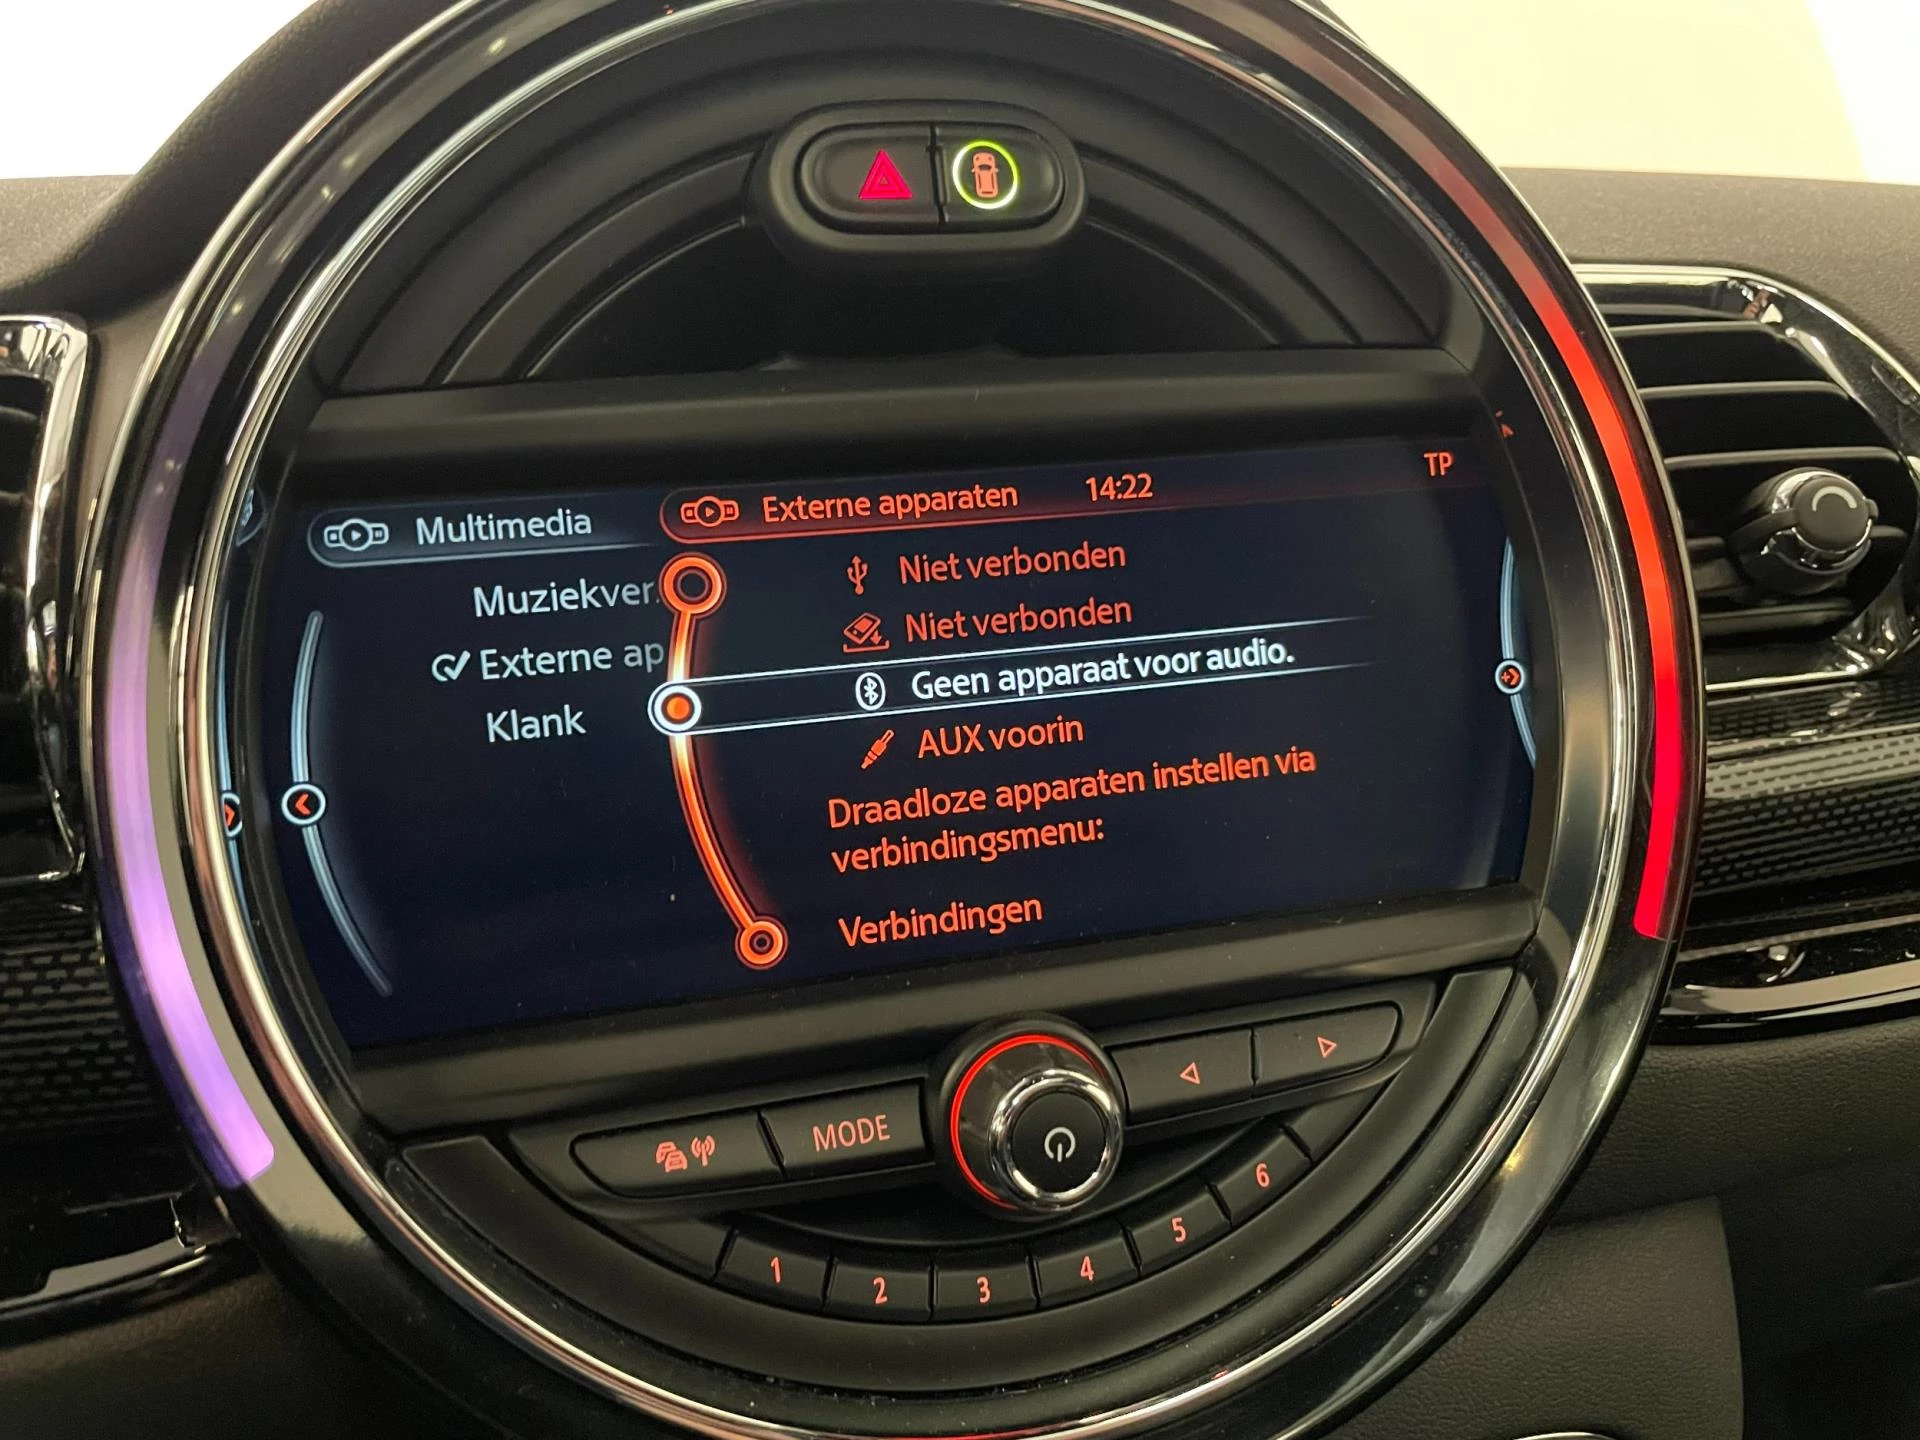 Multimedia
Externe apparaten 14:22 TP
Muziekver.
Externe ap
Klank
Niet verbonden
Niet verbonden
Geen apparaat voor audio.
AUX voorin
Draadloze apparaten instellen via
verbindingsmenu:
Verbindingen
MODE
1 2 3 4 5 6